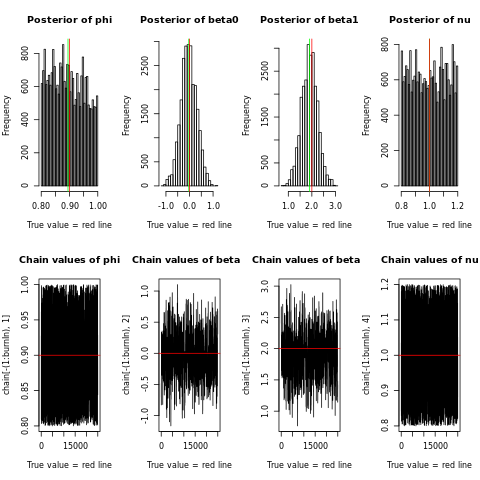 Posterior of phi
Posterior of beta0
Posterior of beta1
Posterior of nu
Frequency
0 200 400 600 800
0.80 0.90 1.00
True value = red line
Frequency
0 500 1500 2500
-1.0 0.0 1.0
True value = red line
Frequency
0 500 1500 2500
1.0 2.0 3.0
True value = red line
Frequency
0 200 400 600 800
0.8 1.0 1.2
True value = red line
Chain values of phi
Chain values of beta
Chain values of beta
Chain values of nu
chain[-(1:burnIn), 1]
0.80 0.85 0.90 0.95 1.00
0 15000
True value = red line
chain[-(1:burnIn), 2]
-1.0 -0.5 0.0 0.5 1.0
0 15000
True value = red line
chain[-(1:burnIn), 3]
1.0 1.5 2.0 2.5 3.0
0 15000
True value = red line
chain[-(1:burnIn), 4]
0.8 0.9 1.0 1.1 1.2
0 15000
True value = red line